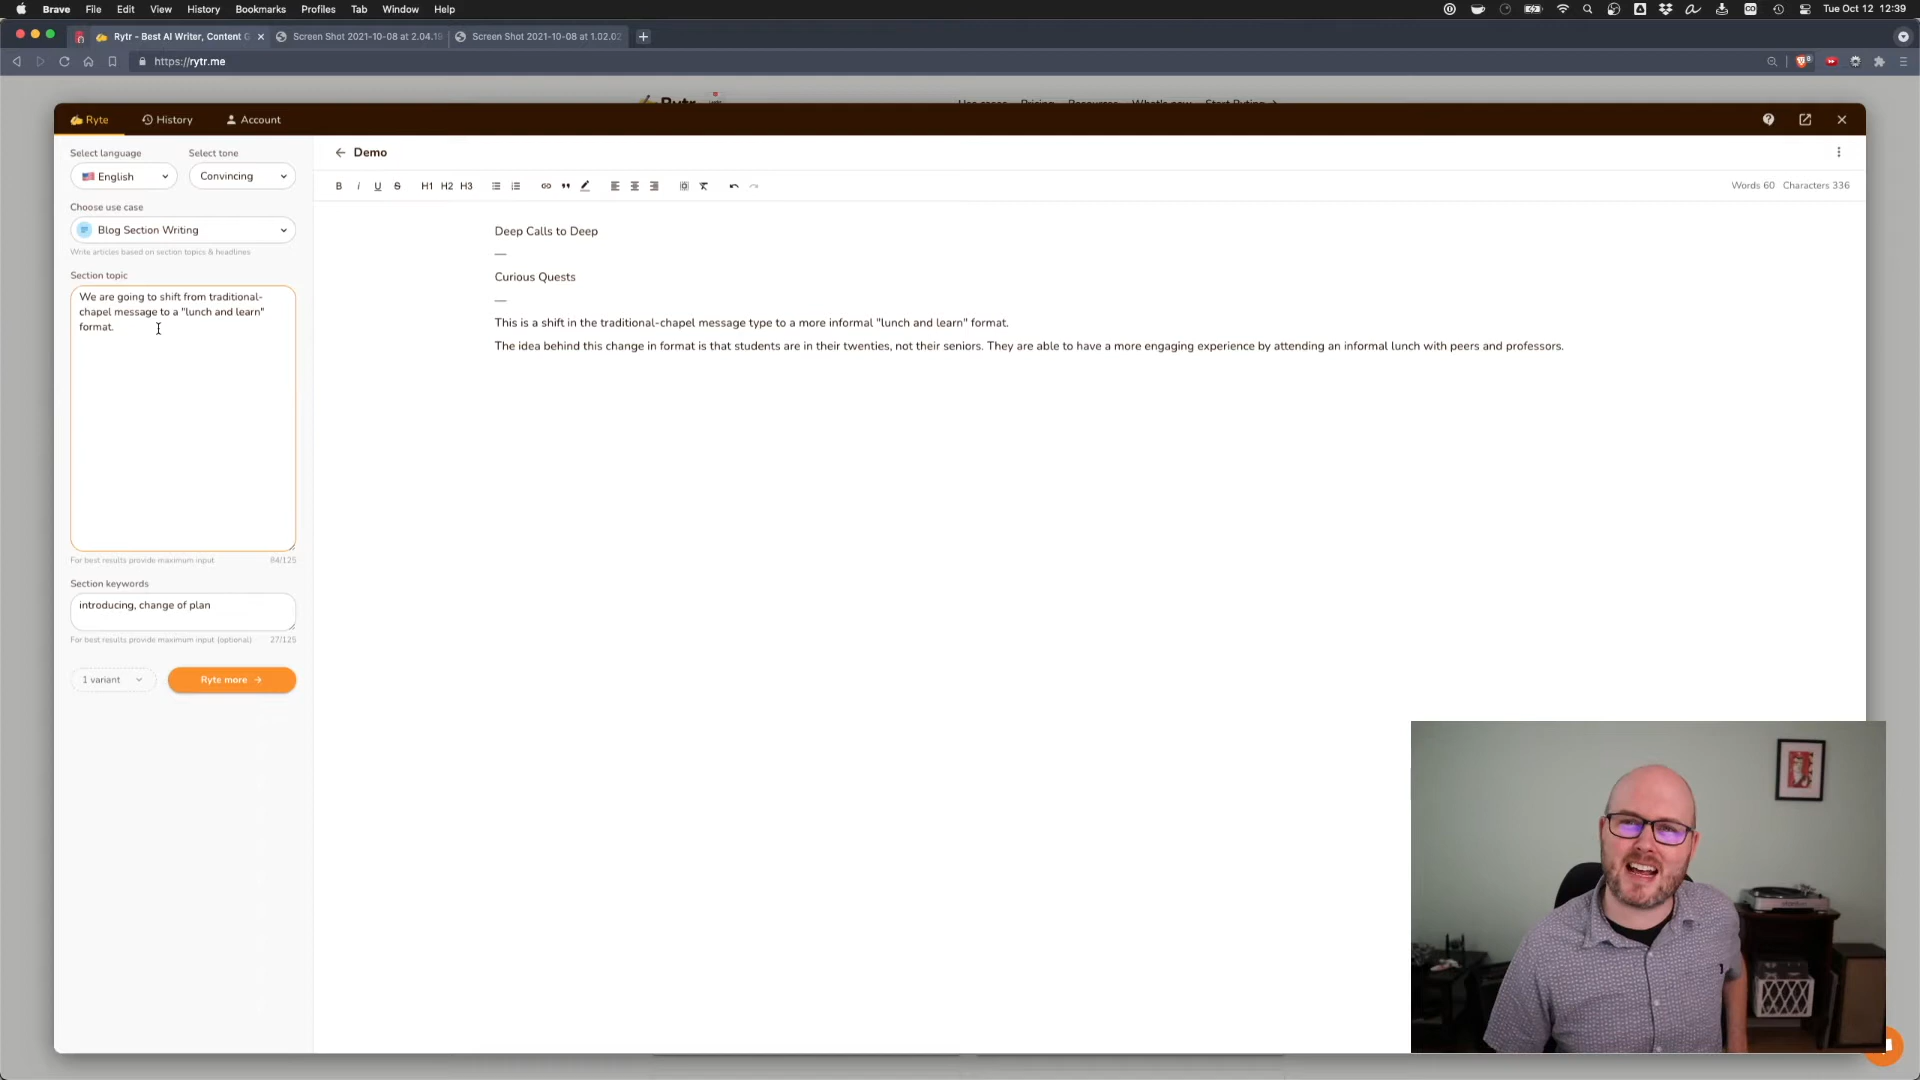 Brave File Edit View History Bookmarks Profiles Tab Window Help
Tue Oct 12 12:39
Rytr - Best AI Writer, Content G
Screen Shot 2021-10-08 at 2.04.19
Screen Shot 2021-10-08 at 1.02.02
https://rytr.me
Ryte History Account
Select language
Select tone
English
Convincing
Choose use case
Blog Section Writing
Write articles based on section topics & headlines
Section topic
We are going to shift from traditional-
chapel message to a "lunch and learn"
format.
For best results provide maximum input 84/125
Section keywords
introducing, change of plan
For best results provide maximum input (optional) 27/125
1 variant
Ryte more →
Demo
B I U S H1 H2 H3
Words 60 Characters 336
Deep Calls to Deep
—
Curious Quests
—
This is a shift in the traditional-chapel message type to a more informal "lunch and learn" format.
The idea behind this change in format is that students are in their twenties, not their seniors. They are able to have a more engaging experience by attending an informal lunch with peers and professors.